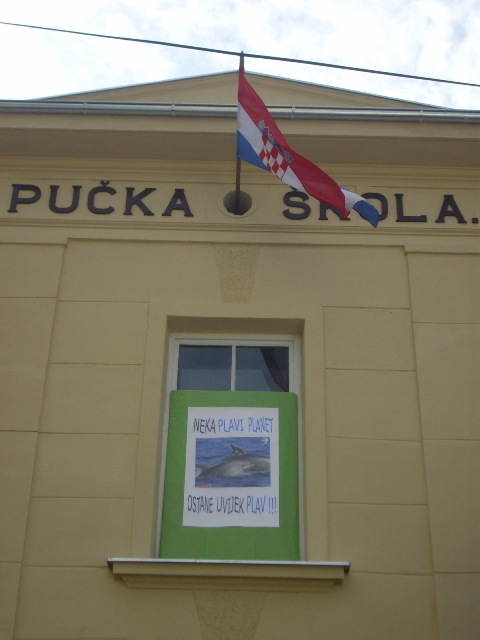 PUČKA ŠKOLA.
NEKA PLAVI PLANET
OSTANE UVIJEK PLAV !!!